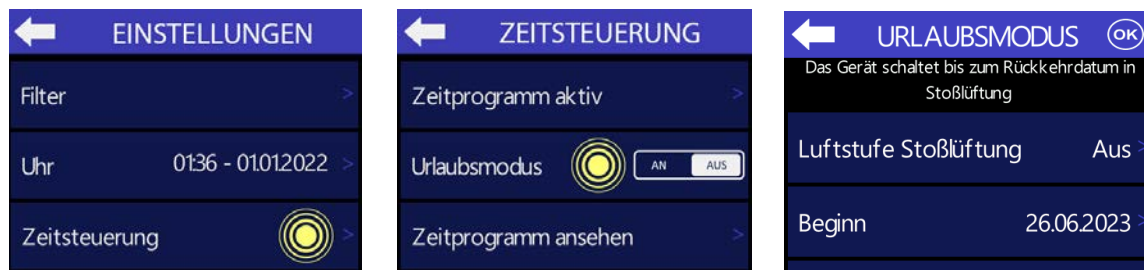 EINSTELLUNGEN
Filter >
Uhr 01:36 - 01.01.2022 >
Zeitsteuerung >
ZEITSTEUERUNG
Zeitprogramm aktiv >
Urlaubsmodus AN AUS
Zeitprogramm ansehen >
URLAUBSMODUS OK
Das Gerät schaltet bis zum Rückkehrdatum in
Stoßlüftung
Luftstufe Stoßlüftung Aus >
Beginn 26.06.2023 >